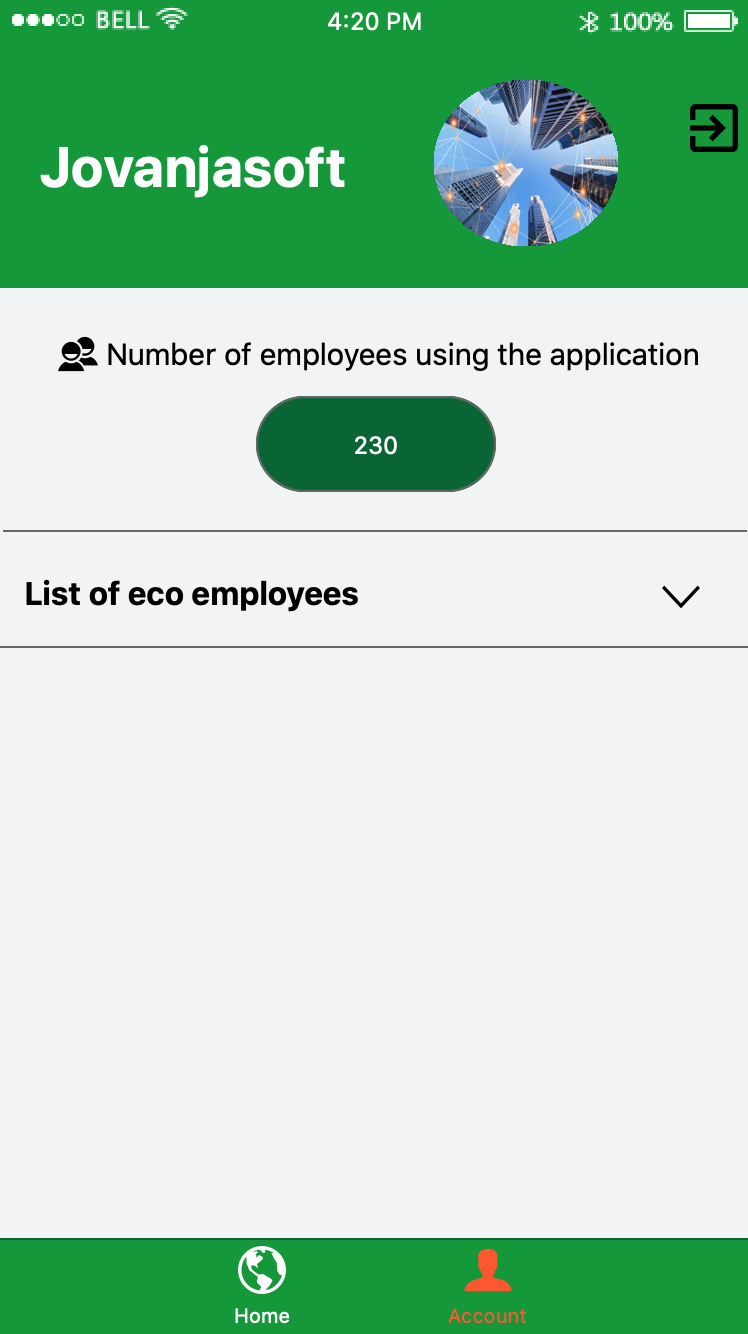 BELL 4:20 PM 100%
Jovanjasoft
Number of employees using the application
230
List of eco employees
Home Account